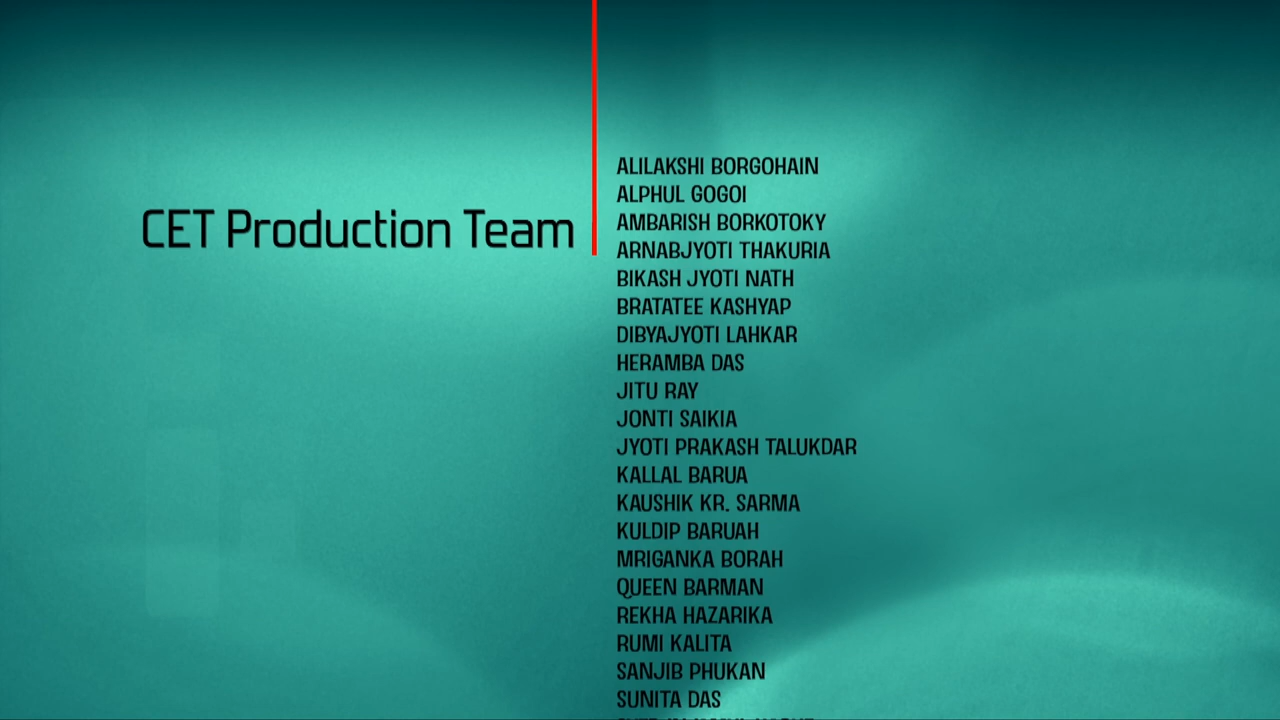 CET Production Team
ALILAKSHI BORGOHAIN
ALPHUL GOGOI
AMBARISH BORKOTOKY
ARNABJYOTI THAKURIA
BIKASH JYOTI NATH
BRATATEE KASHYAP
DIBYAJYOTI LAHKAR
HERAMBA DAS
JITU RAY
JONTI SAIKIA
JYOTI PRAKASH TALUKDAR
KALLAL BARUA
KAUSHIK KR. SARMA
KULDIP BARUAH
MRIGANKA BORAH
QUEEN BARMAN
REKHA HAZARIKA
RUMI KALITA
SANJIB PHUKAN
SUNITA DAS